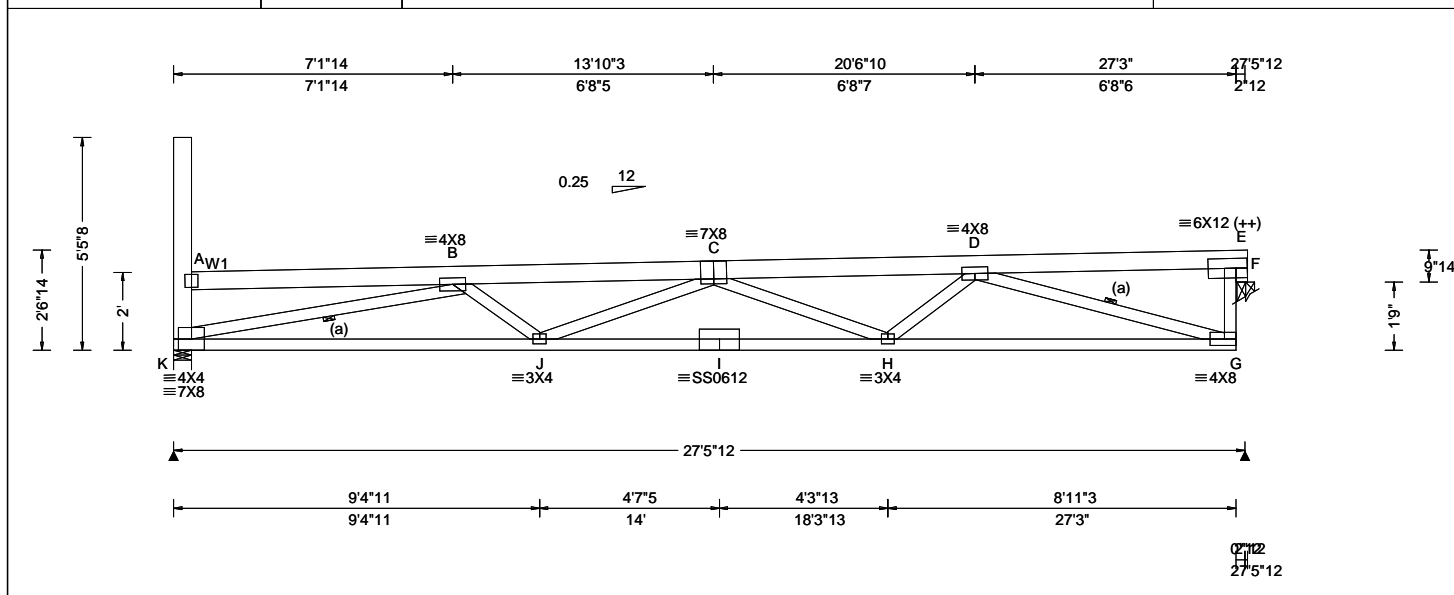 7'1"14 13'10"3 20'6"10 27'3" 27'5"12
7'1"14 6'8"5 6'8"7 6'8"6 2"12
0.25 12
≡6X12 (++)
≡4X8 ≡7X8 ≡4X8 E
B C D
A W1 F
5'5"8
2'6"14
2'
9"14
1'9"
(a) (a)
K J I H G
≡4X4 ≡3X4 ≡SS0612 ≡3X4 ≡4X8
≡7X8
27'5"12
9'4"11 4'7"5 4'3"13 8'11"3
9'4"11 14' 18'3"13 27'3"
27'5"12